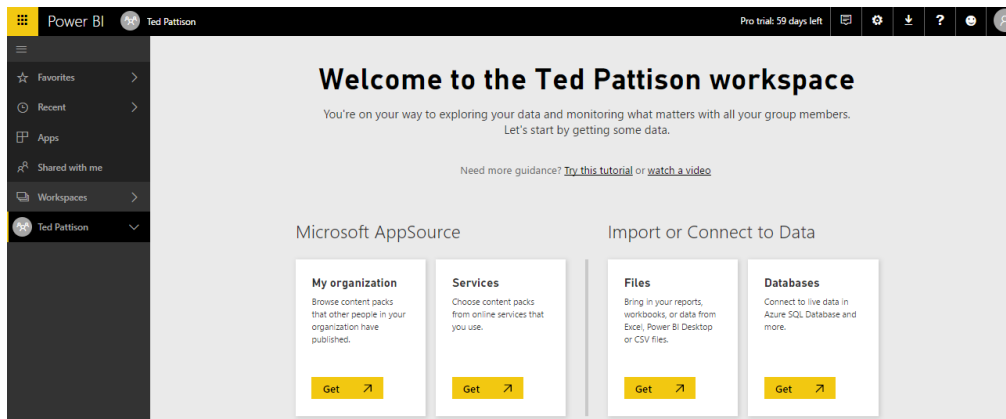 Power BI
Ted Pattison
Pro trial: 59 days left
?
Favorites
Recent
Apps
Shared with me
Workspaces
Ted Pattison
Welcome to the Ted Pattison workspace
You're on your way to exploring your data and monitoring what matters with all your group members.
Let's start by getting some data.
Need more guidance? Try this tutorial or watch a video
Microsoft AppSource
My organization
Browse content packs
that other people in your
organization have
published.
Get
Services
Choose content packs
from online services that
you use.
Get
Import or Connect to Data
Files
Bring in your reports,
workbooks, or data from
Excel, Power BI Desktop
or CSV files.
Get
Databases
Connect to live data in
Azure SQL Database and
more.
Get